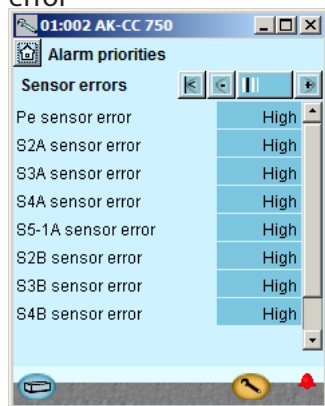 error
01:002 AK-CC 750
Alarm priorities
Sensor errors
Pe sensor error High
S2A sensor error High
S3A sensor error High
S4A sensor error High
S5-1A sensor error High
S2B sensor error High
S3B sensor error High
S4B sensor error High